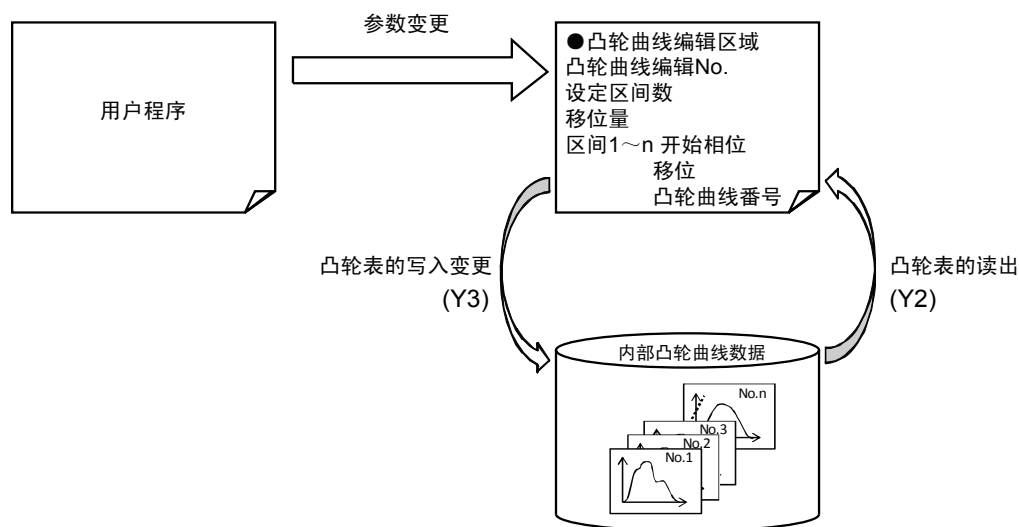 参数变更
用户程序
●凸轮曲线编辑区域
凸轮曲线编辑No.
设定区间数
移位量
区间1～n 开始相位
移位
凸轮曲线番号
凸轮表的写入变更
(Y3)
凸轮表的读出
(Y2)
内部凸轮曲线数据
No.n
No.3
No.2
No.1